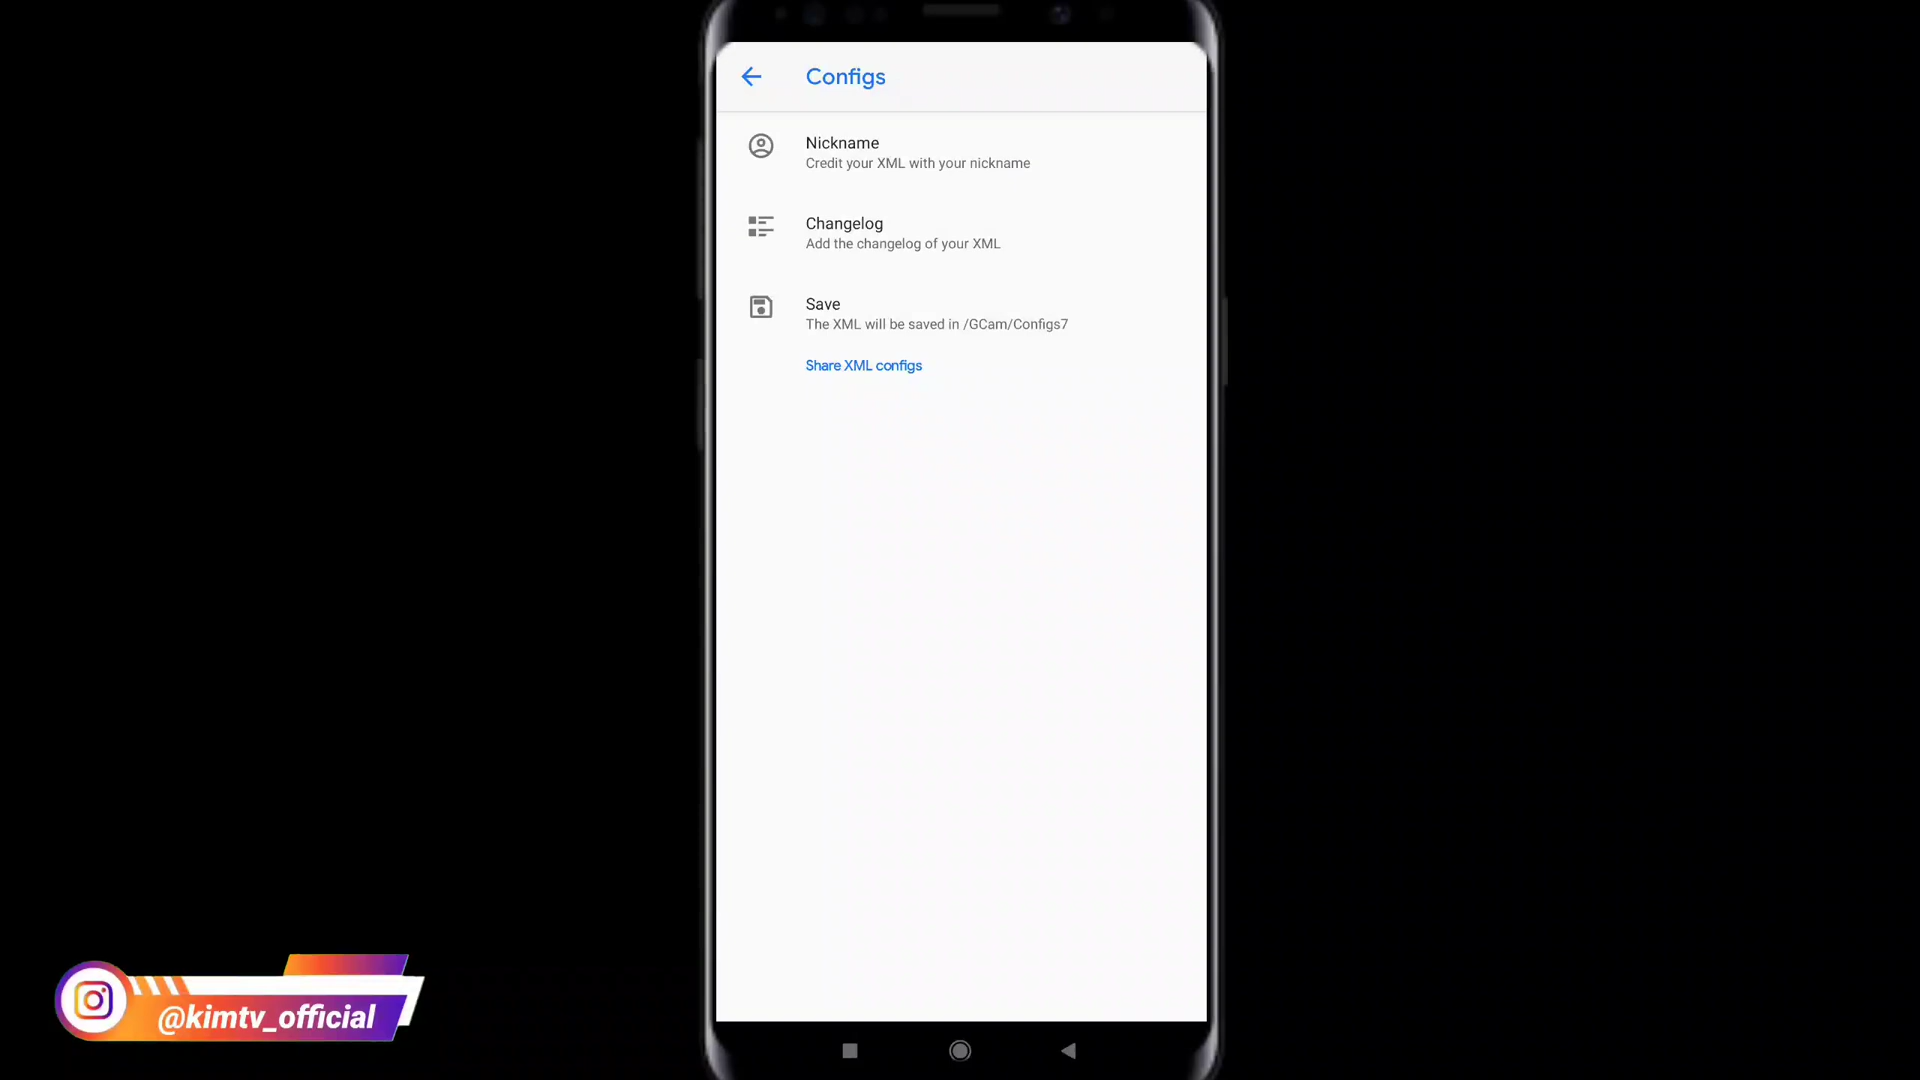 Configs
Nickname
Credit your XML with your nickname
Changelog
Add the changelog of your XML
Save
The XML will be saved in /GCam/Configs7
Share XML configs
@kimtv_official